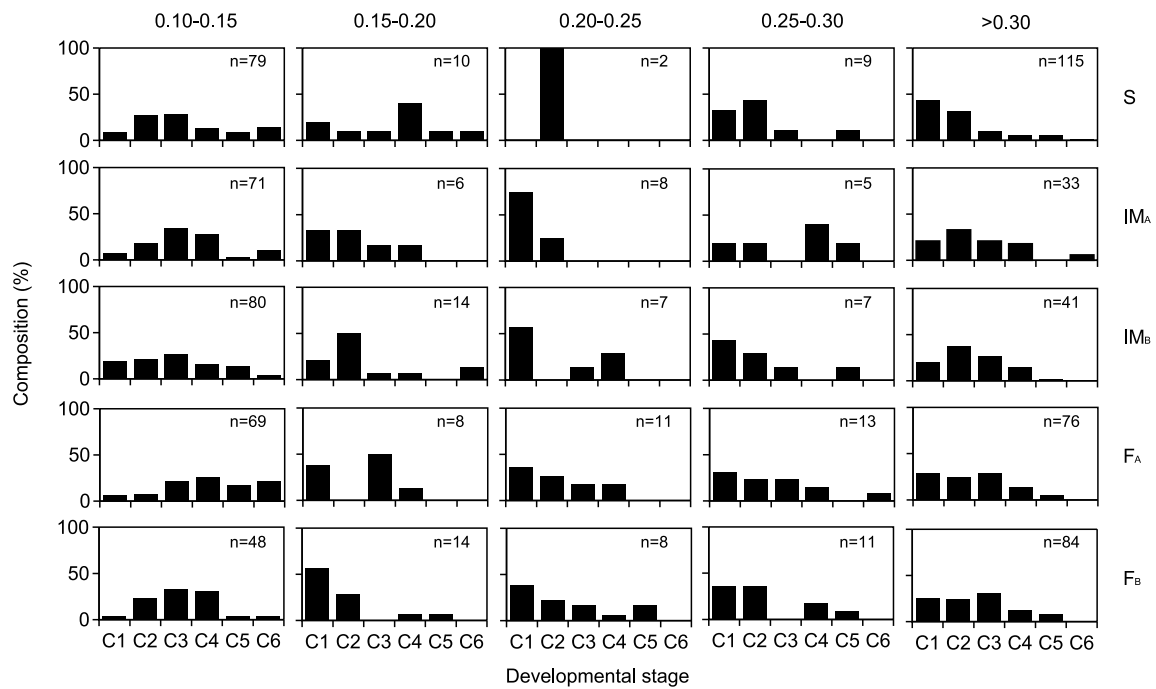 0.10-0.15 0.15-0.20 0.20-0.25 0.25-0.30 >0.30
100 n=79 n=10 n=2 n=9 n=115
50 S
0
100 n=71 n=6 n=8 n=5 n=33
50 IMA
0
100 n=80 n=14 n=7 n=7 n=41
50 IMB
0
100 n=69 n=8 n=11 n=13 n=76
50 FA
0
100 n=48 n=14 n=8 n=11 n=84
50 FB
0
C1 C2 C3 C4 C5 C6 C1 C2 C3 C4 C5 C6 C1 C2 C3 C4 C5 C6 C1 C2 C3 C4 C5 C6 C1 C2 C3 C4 C5 C6
Developmental stage
Composition (%)